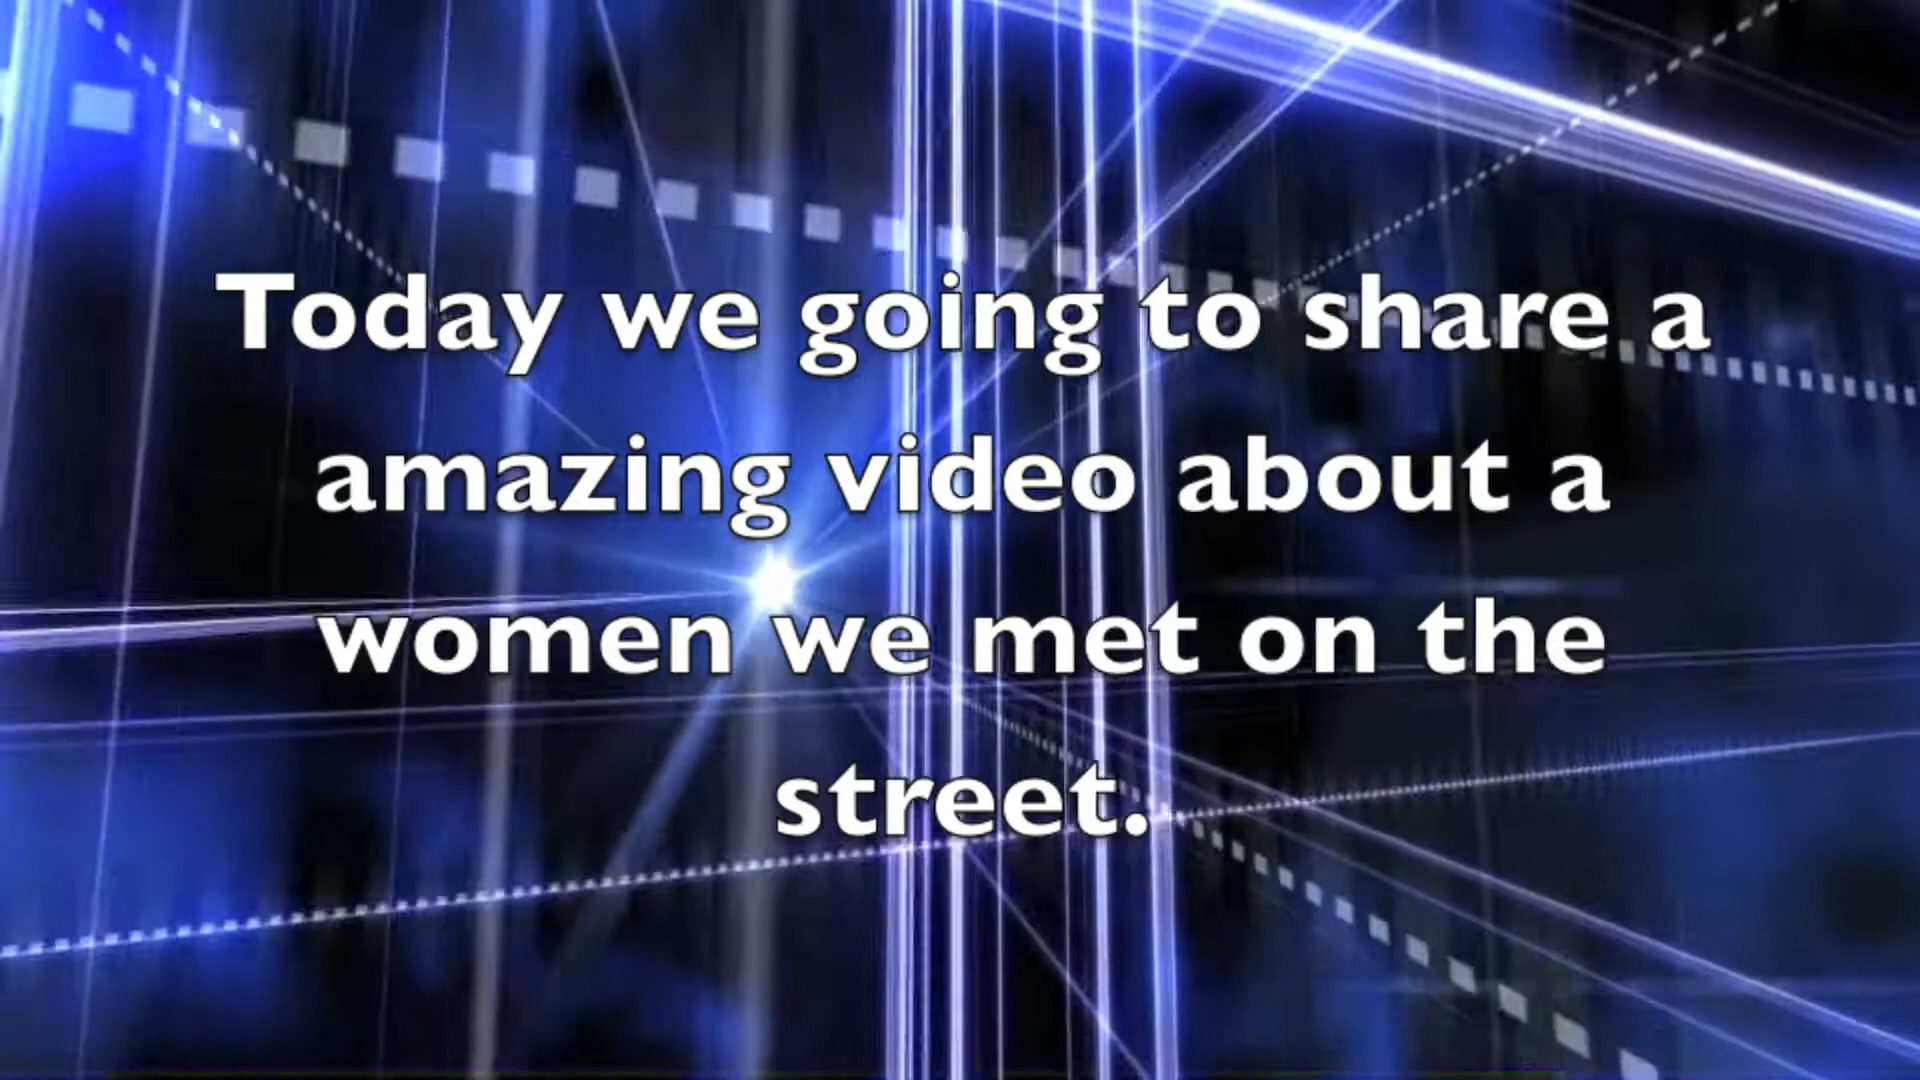 Today we going to share a
amazing video about a
women we met on the
street.